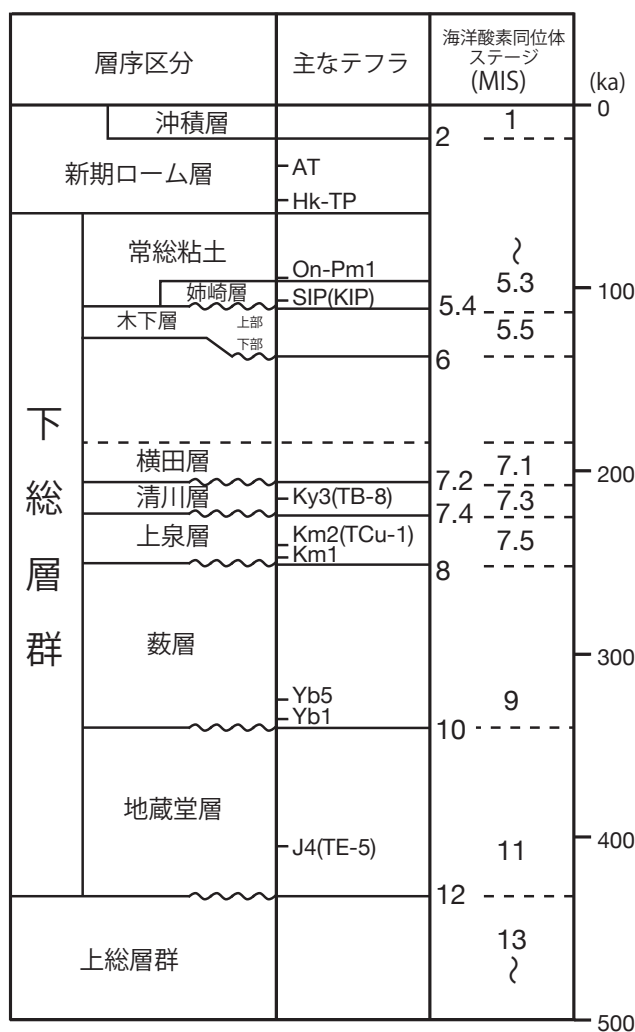 層序区分
主なテフラ
海洋酸素同位体
ステージ
(MIS)
(ka)
0
沖積層
1
2
新期ローム層
AT
Hk-TP
常総粘土
~
On-Pm1
5.3
姉崎層
SIP(KIP)
100
5.4
木下層
上部
5.5
下部
6
下総層群
横田層
7.1
200
7.2
清川層
Ky3(TB-8)
7.3
7.4
上泉層
Km2(TCu-1)
7.5
Km1
8
薮層
300
Yb5
9
Yb1
10
地蔵堂層
400
J4(TE-5)
11
12
上総層群
13
~
500